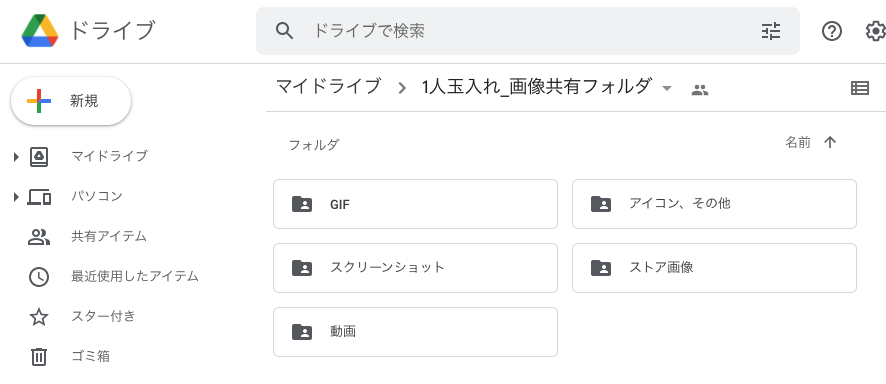 ドライブ
ドライブで検索
新規
マイドライブ
パソコン
共有アイテム
最近使用したアイテム
スター付き
ゴミ箱
マイドライブ
1人玉入れ_画像共有フォルダ
フォルダ
名前
GIF
アイコン、その他
スクリーンショット
ストア画像
動画